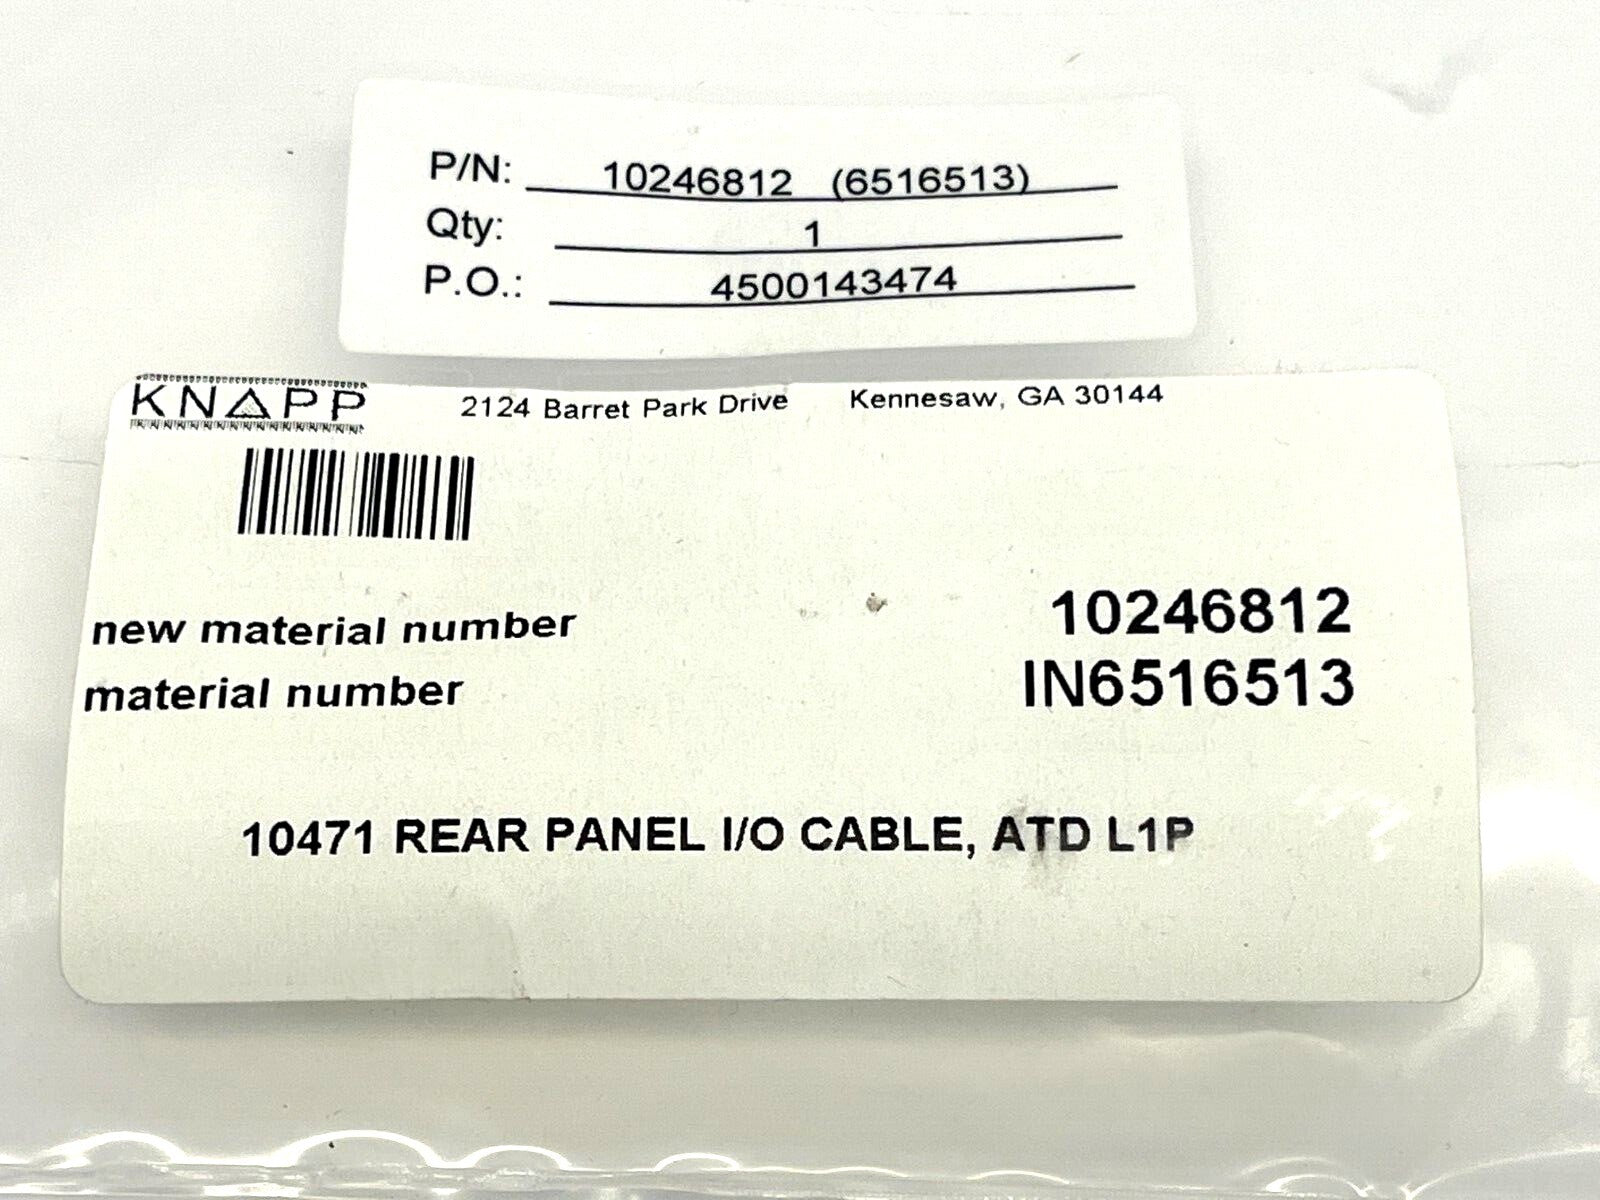 P/N: 10246812 (6516513)
Qty: 1
P.O.: 4500143474
KNAPP 2124 Barret Park Drive Kennesaw, GA 30144
new material number 10246812
material number IN6516513
10471 REAR PANEL I/O CABLE, ATD L1P